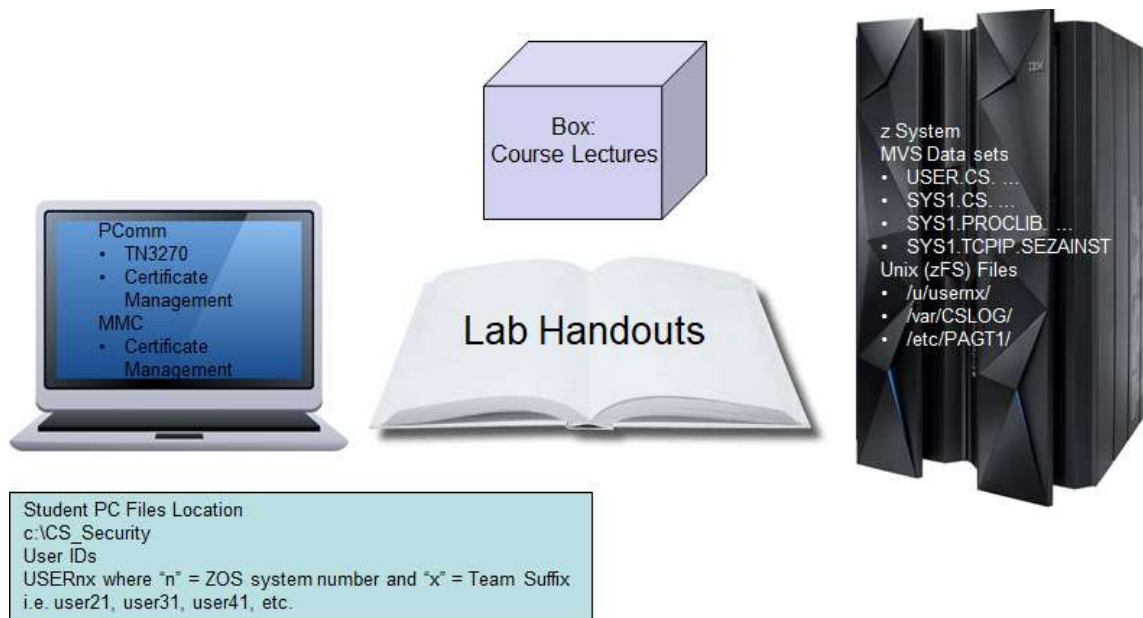 Box:
Course Lectures
IBM
z System
MVS Data sets
• USER.CS. ...
• SYS1.CS. ...
• SYS1.PROCLIB. ...
• SYS1.TCPIP.SEZAINST
Unix (zFS) Files
• /u/usernx/
• /var/CSLOG/
• /etc/PAGT1/
PComm
• TN3270
• Certificate
Management
MMC
• Certificate
Management
Lab Handouts
Student PC Files Location
c:\CS_Security
User IDs
USERnx where “n” = ZOS system number and “x” = Team Suffix
i.e. user21, user31, user41, etc.